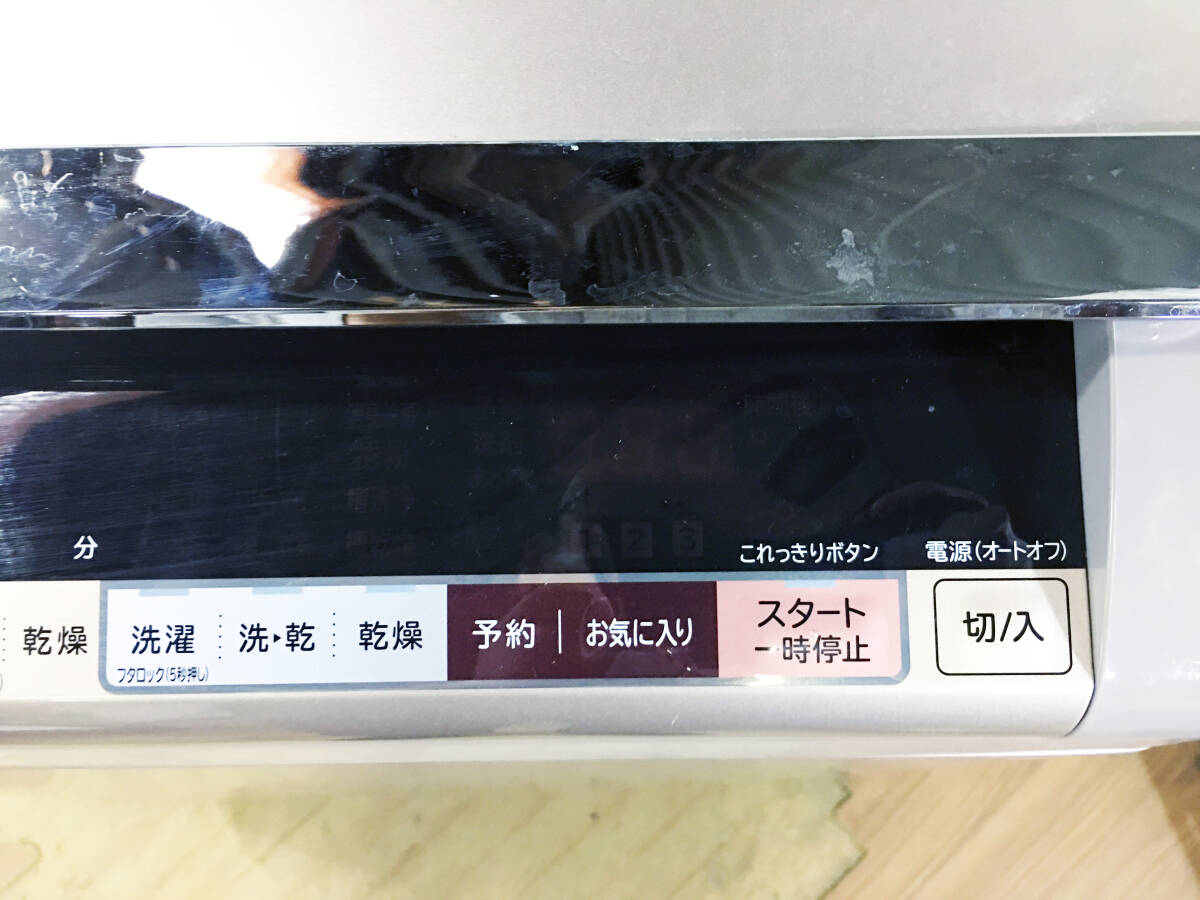 分
これっきりボタン
電源(オートオフ)
乾燥
洗濯
フタロック(5秒押し)
洗▸乾
乾燥
予約
お気に入り
スタート
一時停止
切/入